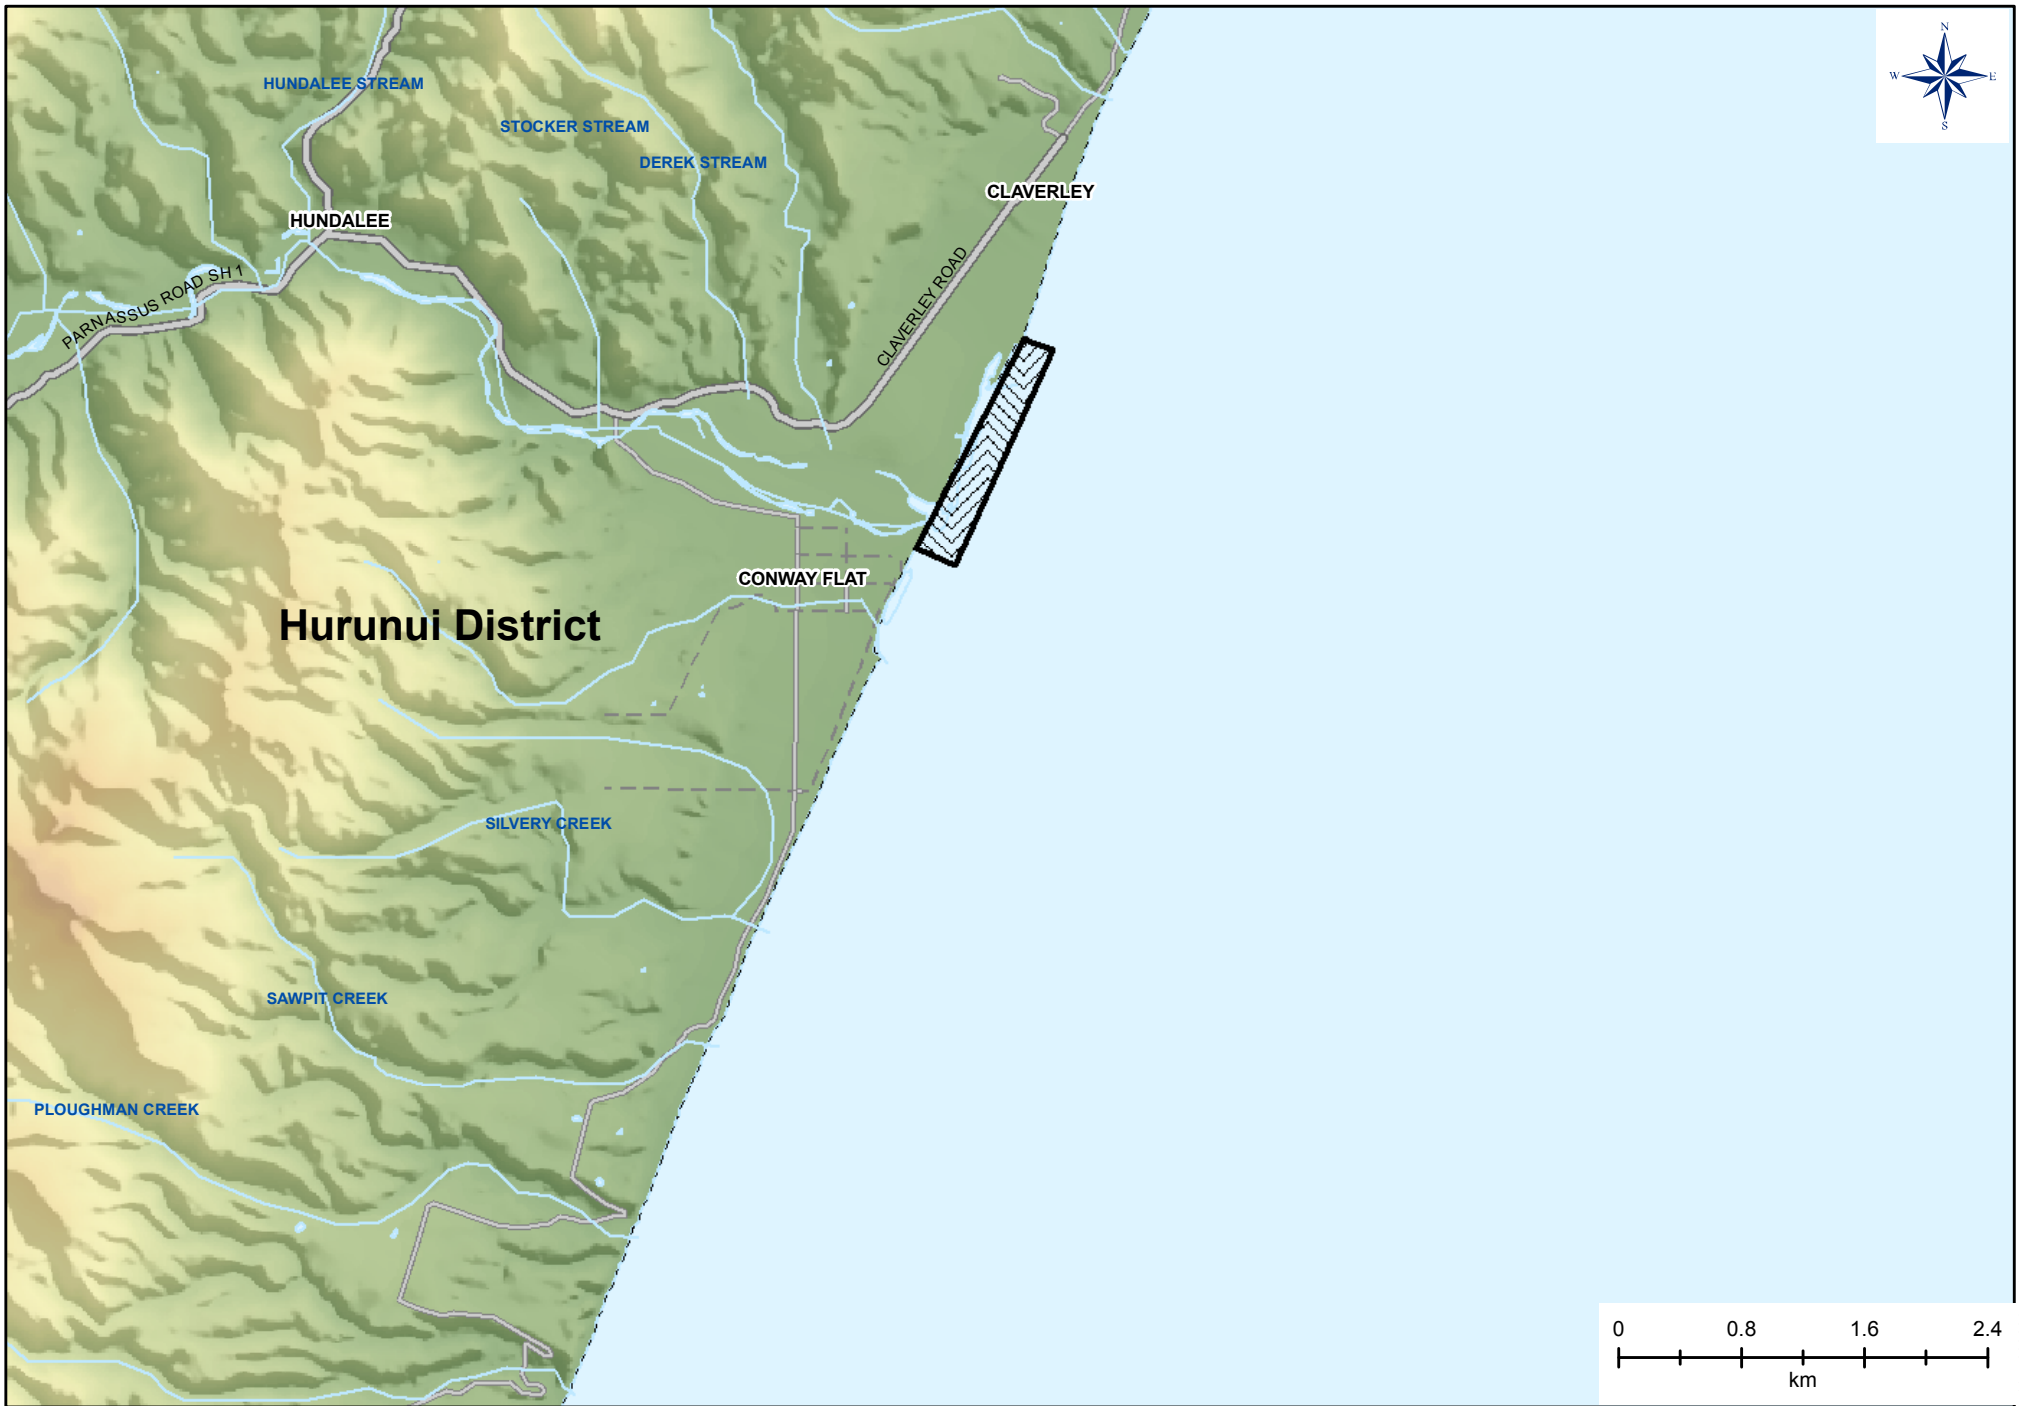 N
W E
S
HUNDALEE STREAM
STOCKER STREAM
DEREK STREAM
CLAVERLEY
HUNDALEE
PARNASSUS ROAD SH 1
CLAVERLEY ROAD
CONWAY FLAT
Hurunui District
SILVERY CREEK
SAWPIT CREEK
PLOUGHMAN CREEK
0 0.8 1.6 2.4
km